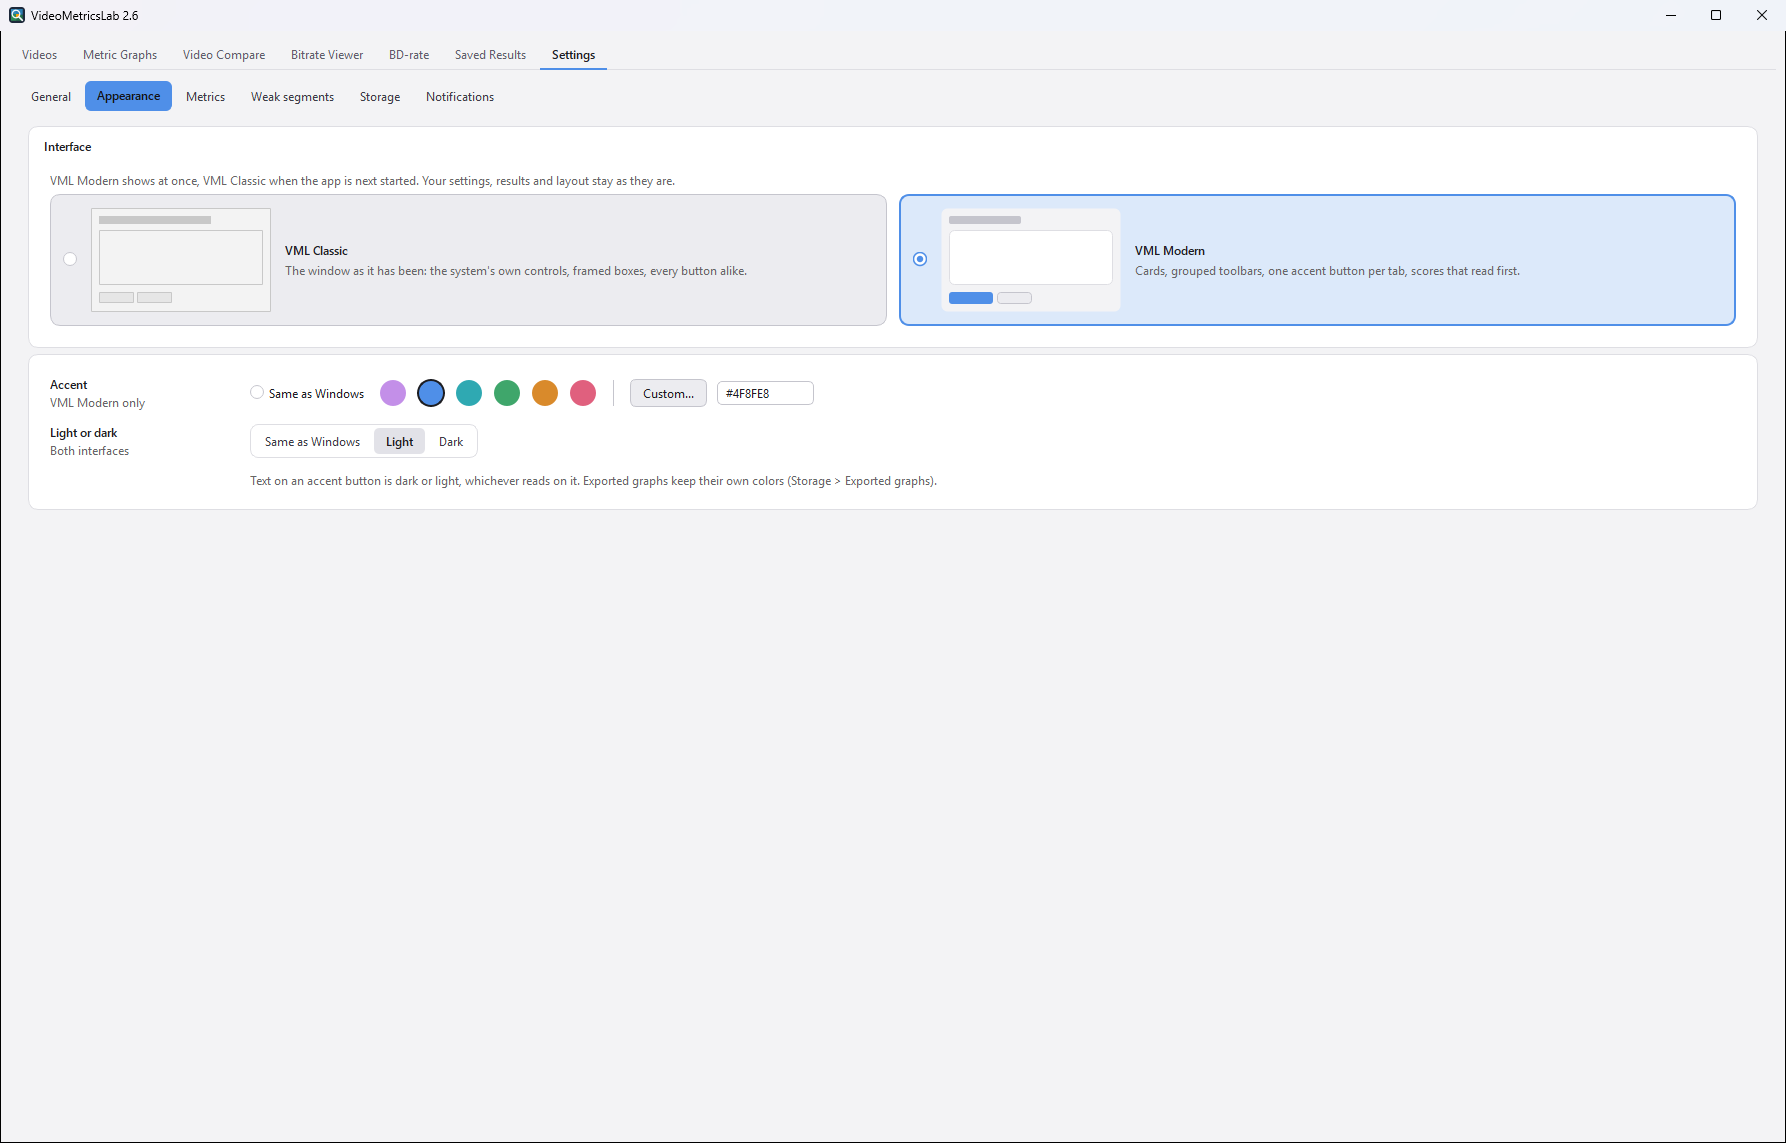 VideoMetricsLab 2.6
Videos Metric Graphs Video Compare Bitrate Viewer BD-rate Saved Results Settings
General Appearance Metrics Weak segments Storage Notifications
Interface
VML Modern shows at once, VML Classic when the app is next started. Your settings, results and layout stay as they are.
VML Classic
The window as it has been: the system's own controls, framed boxes, every button alike.
VML Modern
Cards, grouped toolbars, one accent button per tab, scores that read first.
Accent
VML Modern only
Same as Windows Custom... #4F8FE8
Light or dark
Both interfaces
Same as Windows Light Dark
Text on an accent button is dark or light, whichever reads on it. Exported graphs keep their own colors (Storage > Exported graphs).